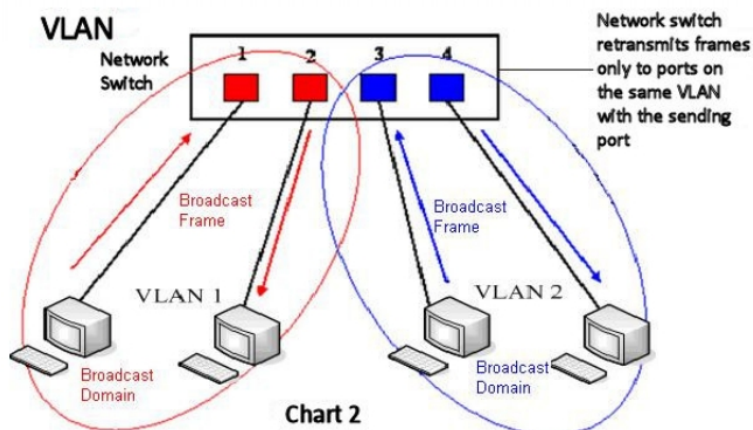 VLAN
Network
Switch
1
2
3
4
Network switch
retransmits frames
only to ports on
the same VLAN
with the sending
port
Broadcast
Frame
Broadcast
Frame
VLAN 1
VLAN 2
Broadcast
Domain
Broadcast
Domain
Chart 2